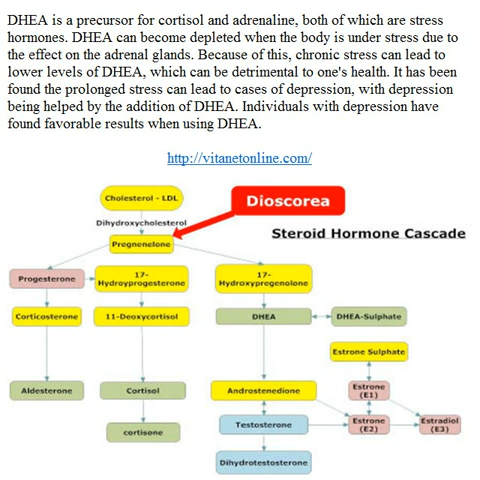 DHEA is a precursor for cortisol and adrenaline, both of which are stress
hormones. DHEA can become depleted when the body is under stress due to
the effect on the adrenal glands. Because of this, chronic stress can lead to
lower levels of DHEA, which can be detrimental to one's health. It has been
found the prolonged stress can lead to cases of depression, with depression
being helped by the addition of DHEA. Individuals with depression have
found favorable results when using DHEA.
http://vitanetonline.com/
Cholesterol - LDL
Dioscorea
Dihydroxycholesterol
Steroid Hormone Cascade
Pregnenelone
Progesterone
17-
Hydroyprogesterone
17-
Hydroxypregenolone
Corticosterone
11-Deoxycortisol
DHEA
DHEA-Sulphate
Estrone Sulphate
Aldesterone
Cortisol
Androstenedione
Estrone
(E1)
cortisone
Testosterone
Estrone
(E2)
Estradiol
(E3)
Dihydrotestosterone